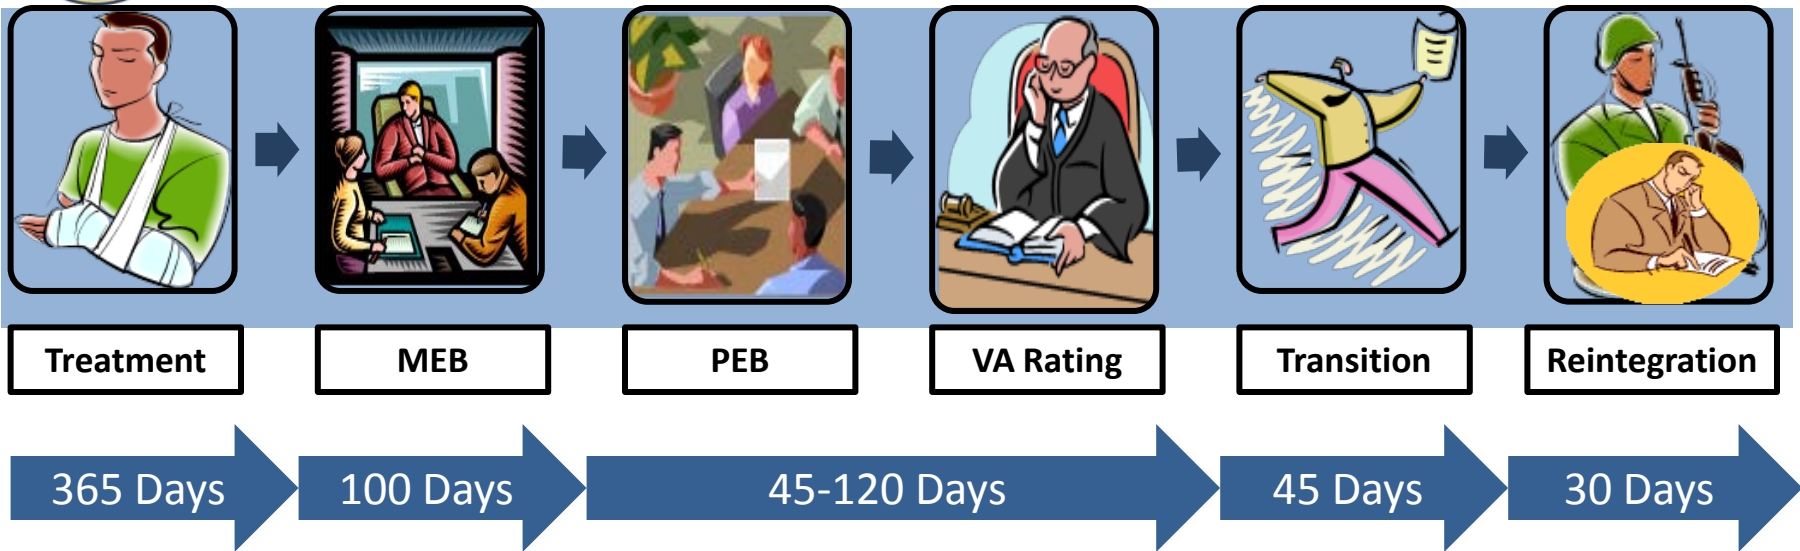 Treatment
MEB
PEB
VA Rating
Transition
Reintegration
365 Days
100 Days
45-120 Days
45 Days
30 Days